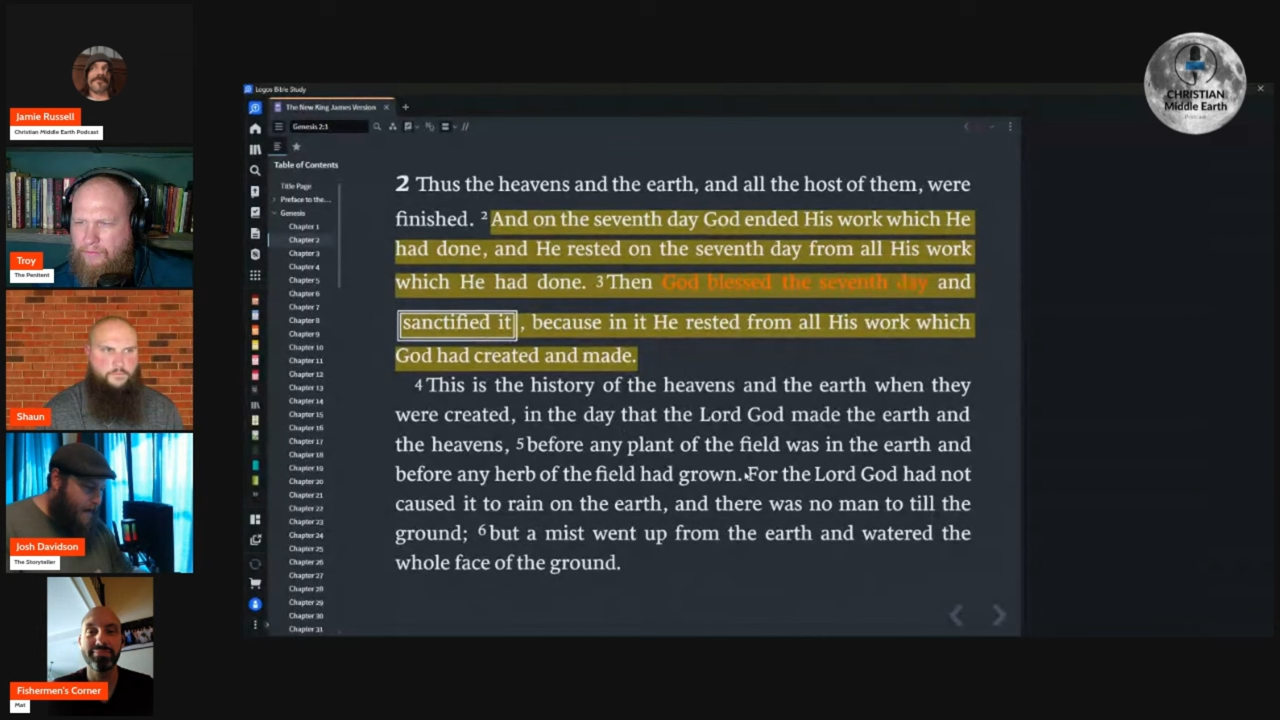 Jamie Russell
Christian Middle Earth Podcast
Troy
The Penitent
Shaun
Josh Davidson
The Storyteller
Fishermen's Corner
Mat
Logos Bible Study
The New King James Version
Genesis 2:1
Table of Contents
Title Page
Preface to the...
Genesis
Chapter 1
Chapter 2
Chapter 3
Chapter 4
Chapter 5
Chapter 6
Chapter 7
Chapter 8
Chapter 9
Chapter 10
Chapter 11
Chapter 12
Chapter 13
Chapter 14
Chapter 15
Chapter 16
Chapter 17
Chapter 18
Chapter 19
Chapter 20
Chapter 21
Chapter 22
Chapter 23
Chapter 24
Chapter 25
Chapter 26
Chapter 27
Chapter 28
Chapter 29
Chapter 30
Chapter 31
2 Thus the heavens and the earth, and all the host of them, were
finished. 2 And on the seventh day God ended His work which He
had done, and He rested on the seventh day from all His work
which He had done. 3 Then God blessed the seventh day and
sanctified it, because in it He rested from all His work which
God had created and made.
4 This is the history of the heavens and the earth when they
were created, in the day that the Lord God made the earth and
the heavens, 5 before any plant of the field was in the earth and
before any herb of the field had grown. For the Lord God had not
caused it to rain on the earth, and there was no man to till the
ground; 6 but a mist went up from the earth and watered the
whole face of the ground.
CHRISTIAN
Middle Earth
Podcast